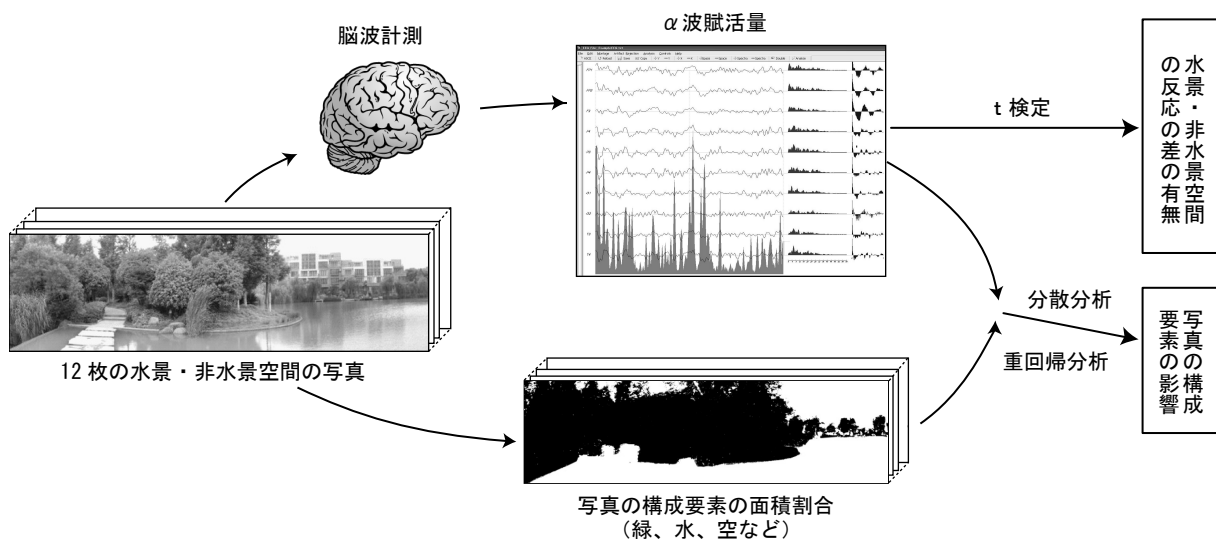 脳波計測
α波賦活量
t 検定
水景・非水景空間
の反応の差の有無
12 枚の水景・非水景空間の写真
分散分析
重回帰分析
写真の構成
要素の影響
写真の構成要素の面積割合
（緑、水、空など）